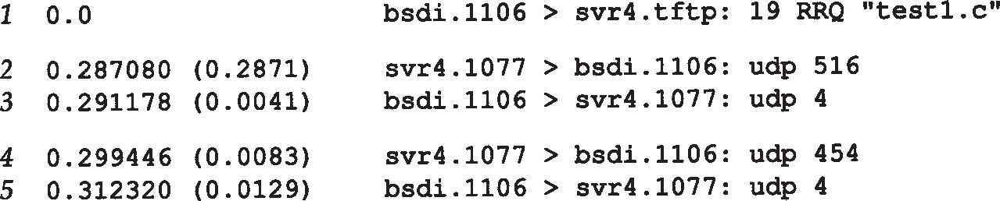 1 0.0 bsdi.1106 > svr4.tftp: 19 RRQ "test1.c"
2 0.287080 (0.2871) svr4.1077 > bsdi.1106: udp 516
3 0.291178 (0.0041) bsdi.1106 > svr4.1077: udp 4
4 0.299446 (0.0083) svr4.1077 > bsdi.1106: udp 454
5 0.312320 (0.0129) bsdi.1106 > svr4.1077: udp 4